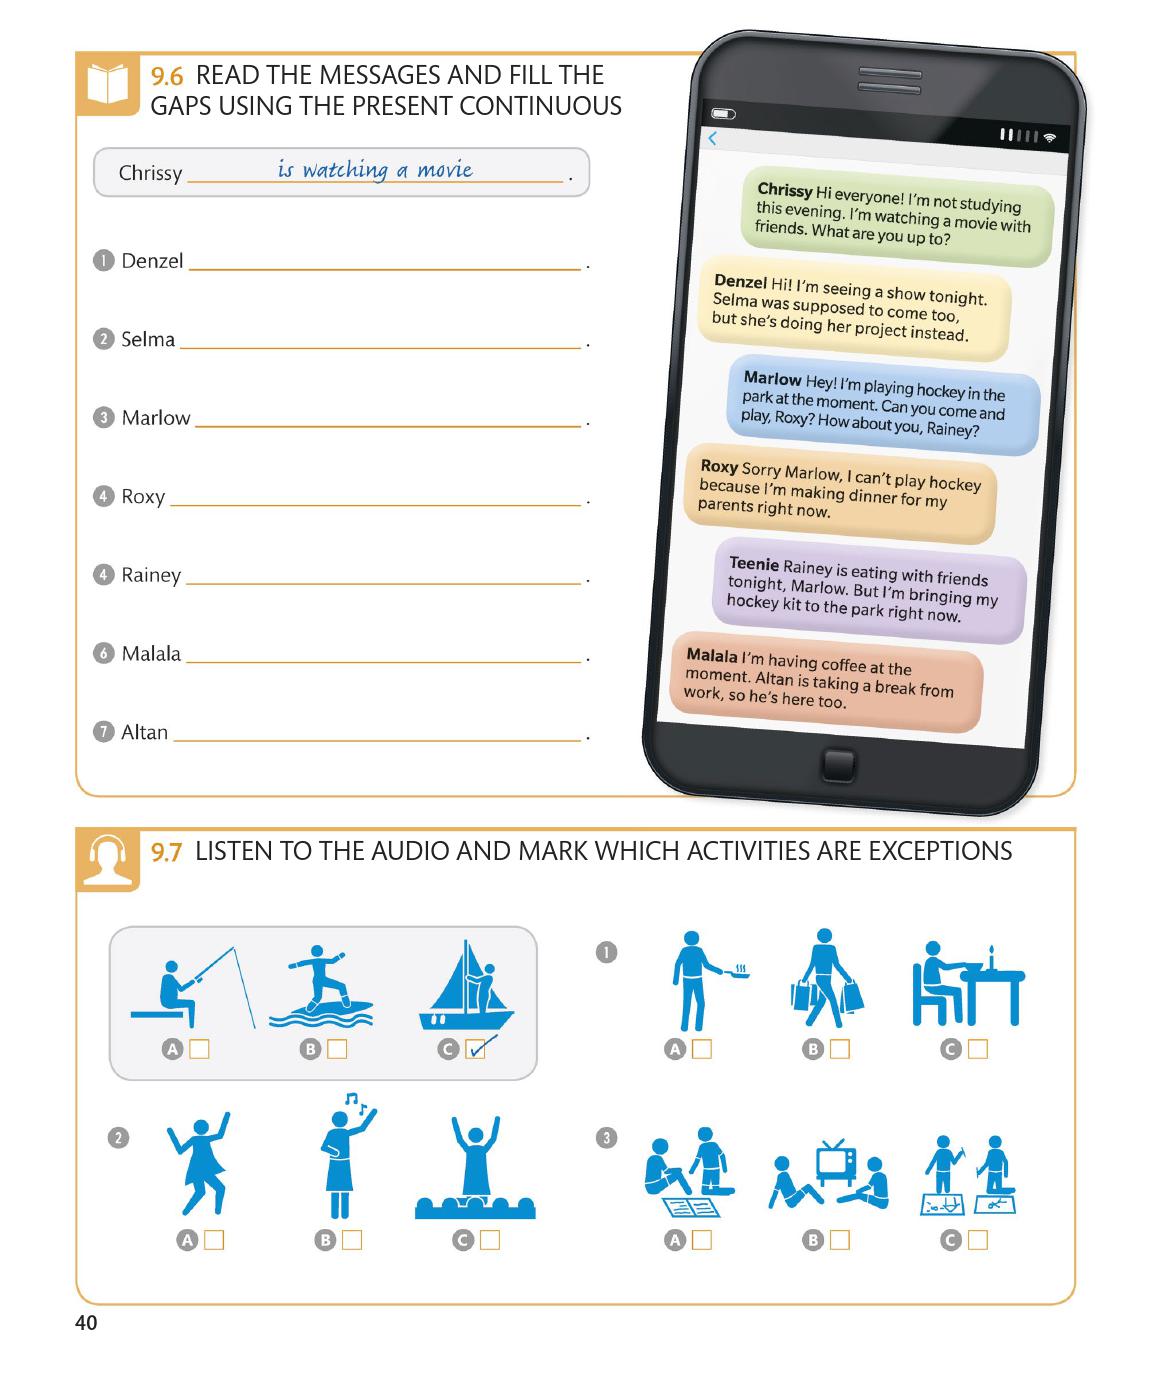 9.6 READ THE MESSAGES AND FILL THE
GAPS USING THE PRESENT CONTINUOUS
Chrissy is watching a movie .
1 Denzel .
2 Selma .
3 Marlow .
4 Roxy .
4 Rainey .
6 Malala .
7 Altan .
Chrissy Hi everyone! I'm not studying
this evening. I'm watching a movie with
friends. What are you up to?
Denzel Hi! I'm seeing a show tonight.
Selma was supposed to come too,
but she's doing her project instead.
Marlow Hey! I'm playing hockey in the
park at the moment. Can you come and
play, Roxy? How about you, Rainey?
Roxy Sorry Marlow, I can't play hockey
because I'm making dinner for my
parents right now.
Teenie Rainey is eating with friends
tonight, Marlow. But I'm bringing my
hockey kit to the park right now.
Malala I'm having coffee at the
moment. Altan is taking a break from
work, so he's here too.
9.7 LISTEN TO THE AUDIO AND MARK WHICH ACTIVITIES ARE EXCEPTIONS
A B C
1
A B C
2
A B C
3
A B C
40